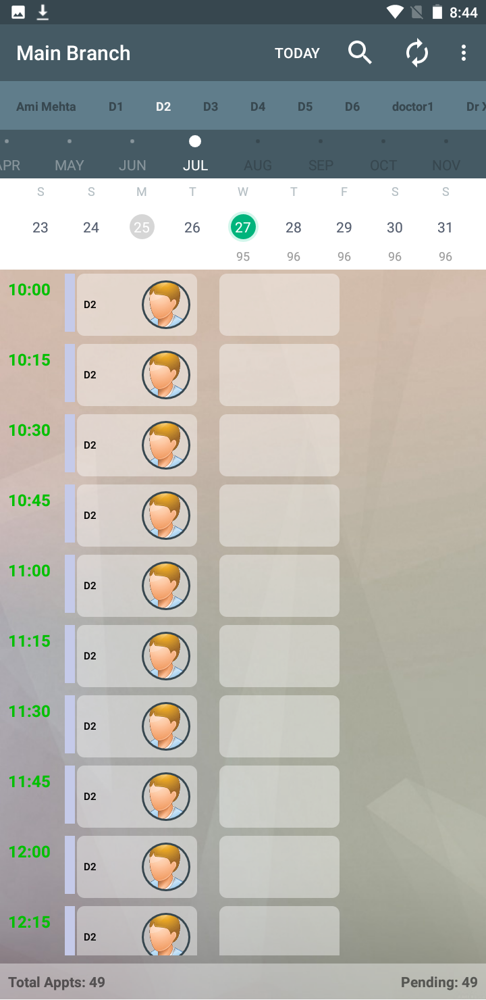 8:44
Main Branch TODAY
Ami Mehta D1 D2 D3 D4 D5 D6 doctor1 Dr X
APR MAY JUN JUL AUG SEP OCT NOV
S S M T W T F S S
23 24 25 26 27 28 29 30 31
95 96 96 96 96
10:00 D2
10:15 D2
10:30 D2
10:45 D2
11:00 D2
11:15 D2
11:30 D2
11:45 D2
12:00 D2
12:15 D2
Total Appts: 49 Pending: 49